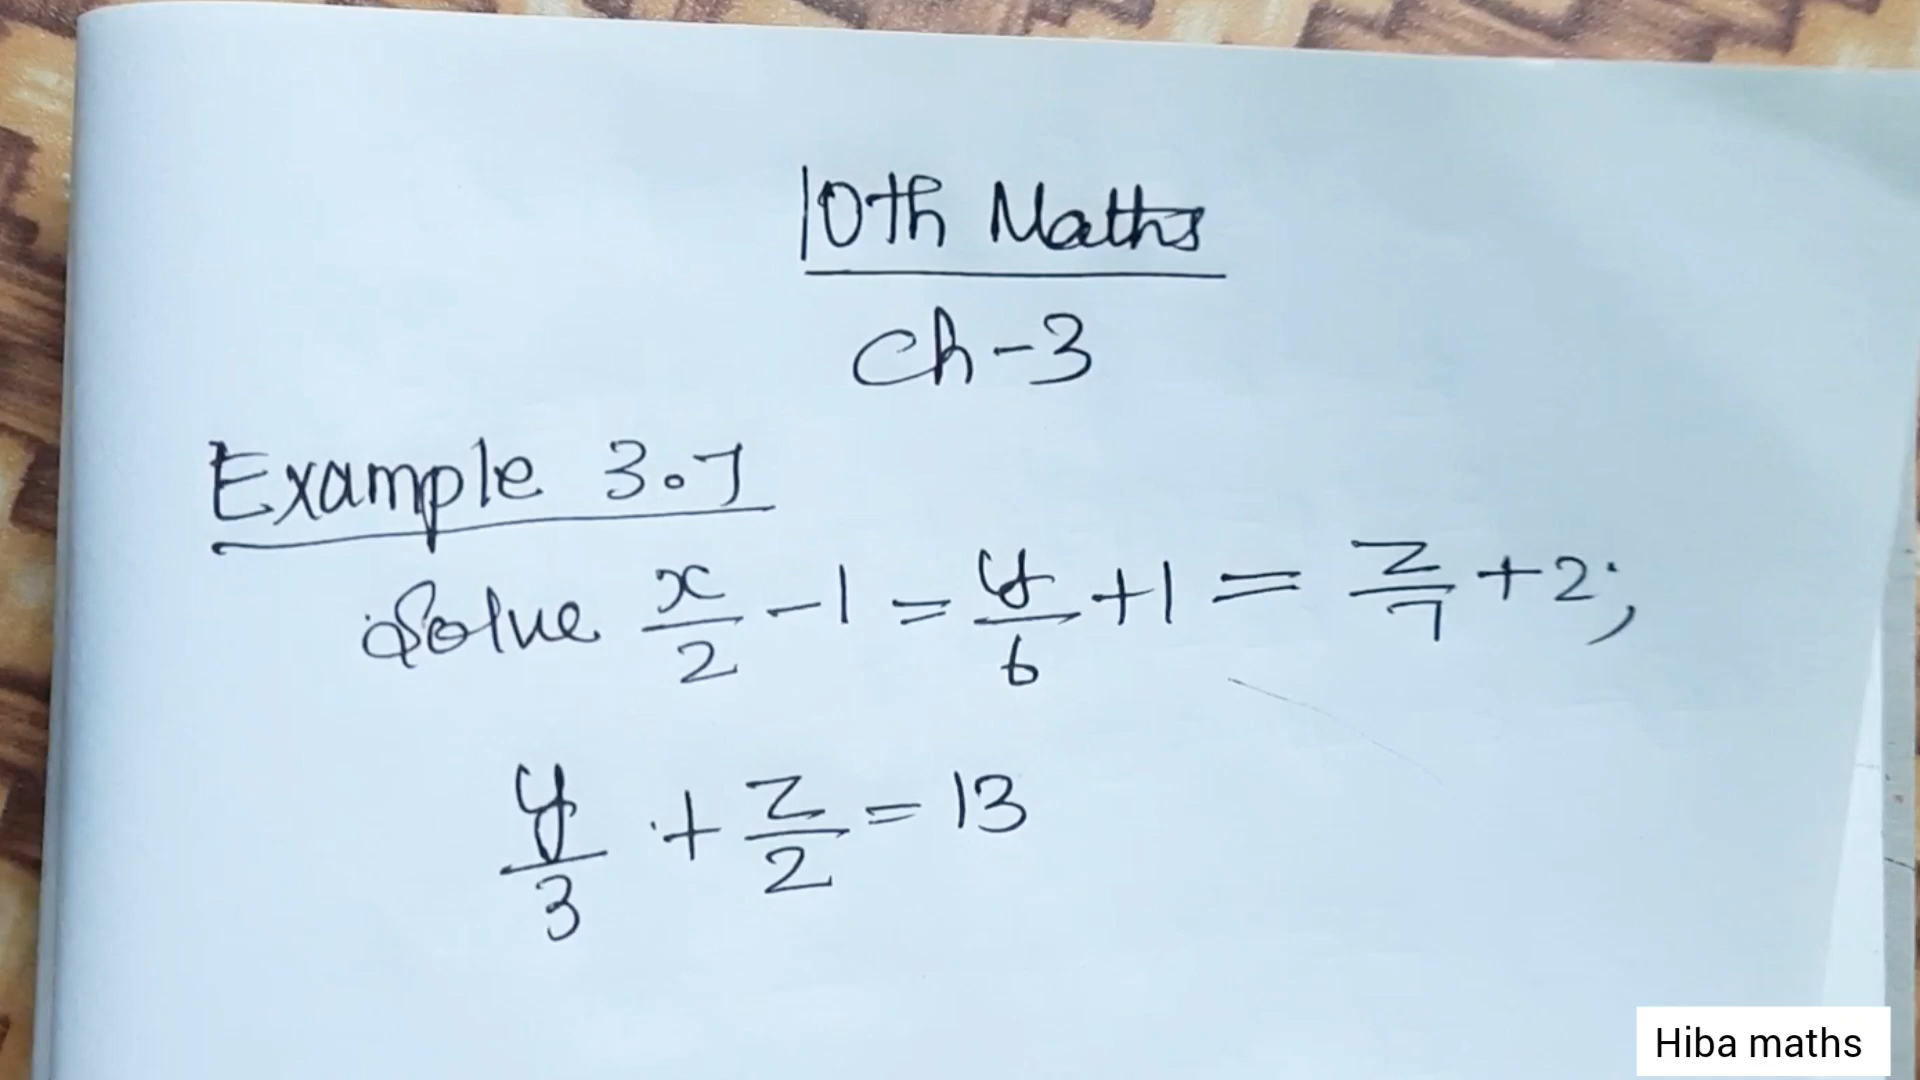 10th Maths
Ch-3
Example 3.7
Solve x/2 - 1 = y/6 + 1 = z/7 + 2;
y/3 + z/2 = 13
Hiba maths